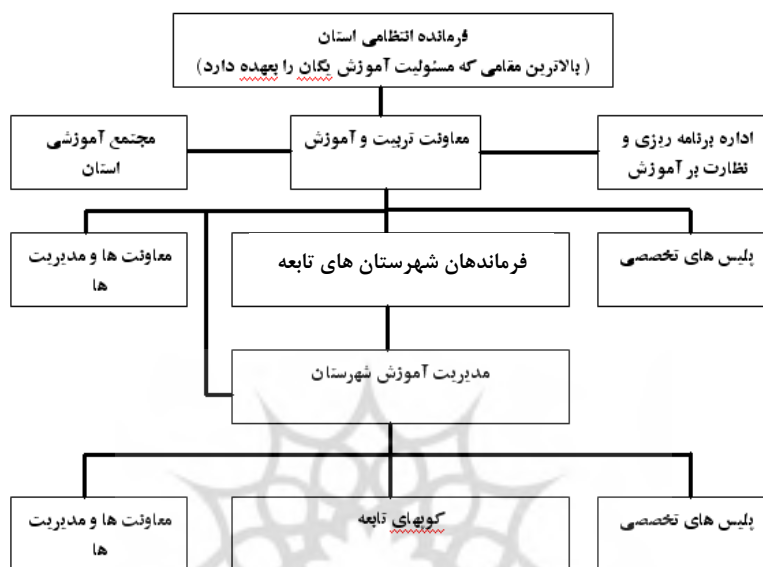 فرمانده انتظامی استان
( بالاترین مقامی که مسئولیت آموزش یگان را بعهده دارد)
اداره برنامه ریزی و
نظارت بر آموزش
معاونت تربیت و آموزش
مجتمع آموزشی
استان
پلیس های تخصصی
فرماندهان شهرستان های تابعه
معاونت ها و مدیریت
ها
مدیریت آموزش شهرستان
پلیس های تخصصی
کوپهای تابعه
معاونت ها و مدیریت
ها